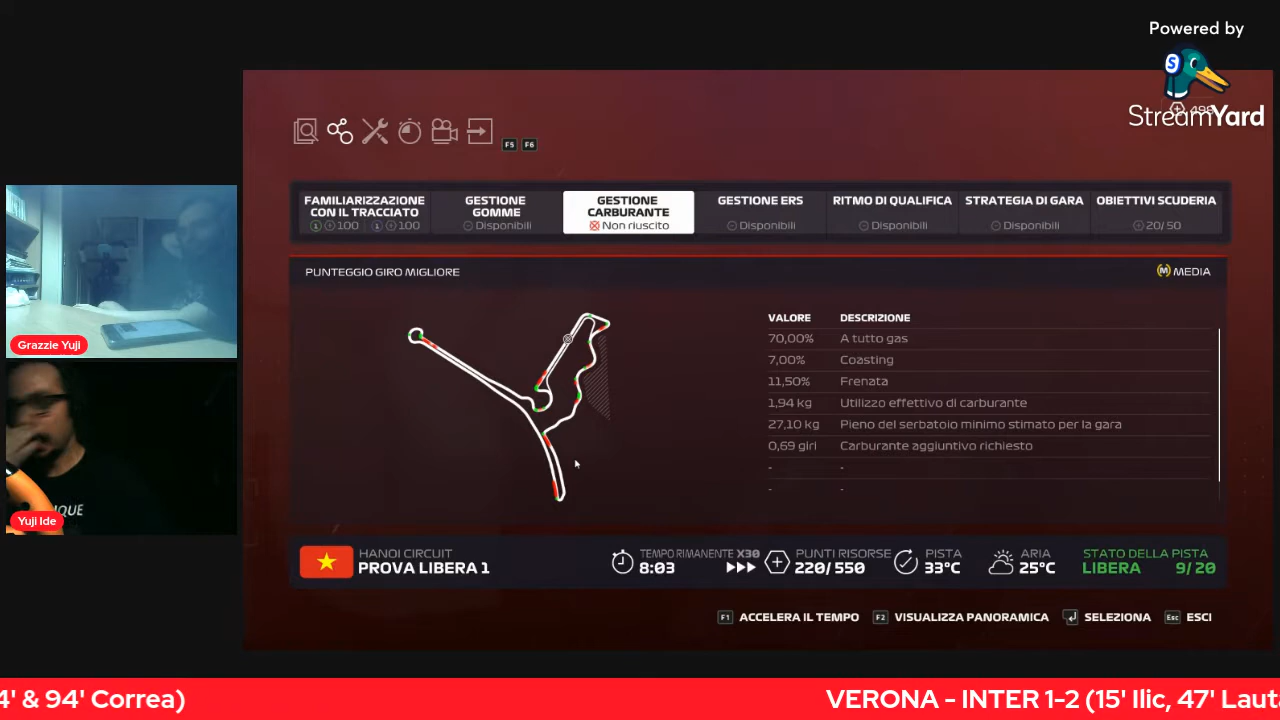 Powered by
StreamYard
F5 F6
FAMILIARIZZAZIONE CON IL TRACCIATO
1 100 1 100
GESTIONE GOMME
Disponibili
GESTIONE CARBURANTE
Non riuscito
GESTIONE ERS
Disponibili
RITMO DI QUALIFICA
Disponibili
STRATEGIA DI GARA
Disponibili
OBIETTIVI SCUDERIA
20/50
PUNTEGGIO GIRO MIGLIORE
(M) MEDIA
VALORE DESCRIZIONE
70,00% A tutto gas
7,00% Coasting
11,50% Frenata
1,94 kg Utilizzo effettivo di carburante
27,10 kg Pieno del serbatoio minimo stimato per la gara
0,69 giri Carburante aggiuntivo richiesto
- -
- -
Grazzie Yuji
Yuji Ide
HANOI CIRCUIT
PROVA LIBERA 1
TEMPO RIMANENTE X30
8:03
PUNTI RISORSE
220/550
PISTA
33°C
ARIA
25°C
STATO DELLA PISTA
LIBERA 9/20
F1 ACCELERA IL TEMPO F2 VISUALIZZA PANORAMICA SELEZIONA Esc ESCI
4' & 94' Correa) VERONA - INTER 1-2 (15' Ilic, 47' Lauta